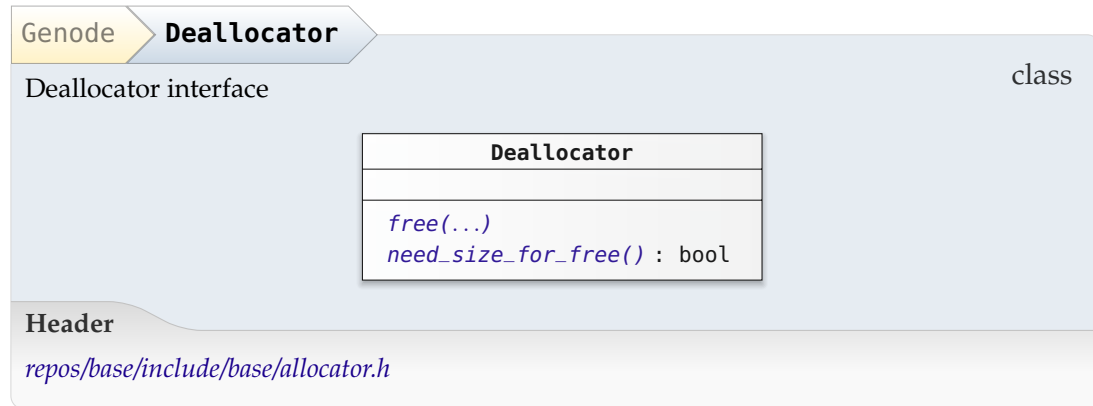 Genode Deallocator
class
Deallocator interface
Deallocator
free(...)
need_size_for_free() : bool
Header
repos/base/include/base/allocator.h